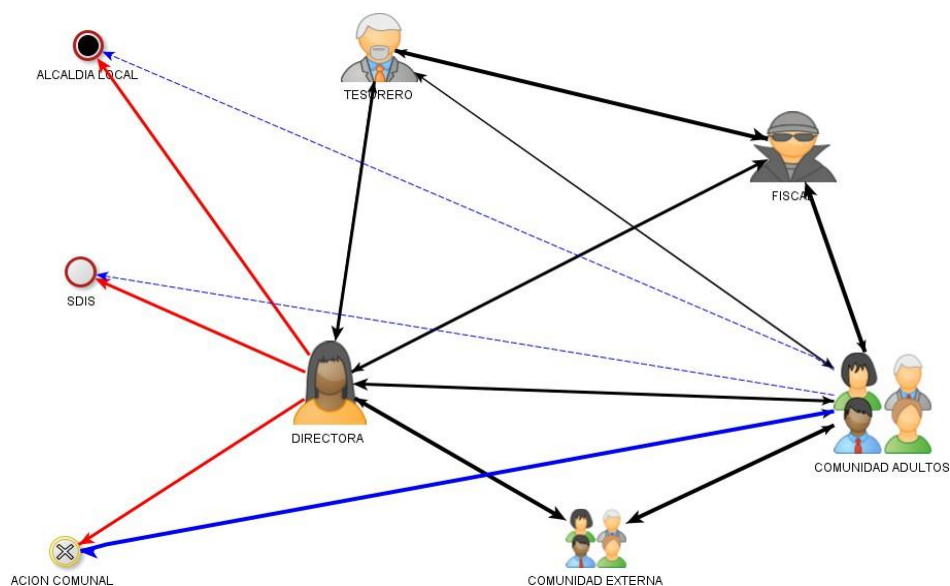 ALCALDIA LOCAL
TESORERO
FISCAL
SDIS
DIRECTORA
COMUNIDAD ADULTOS
ACION COMUNAL
COMUNIDAD EXTERNA